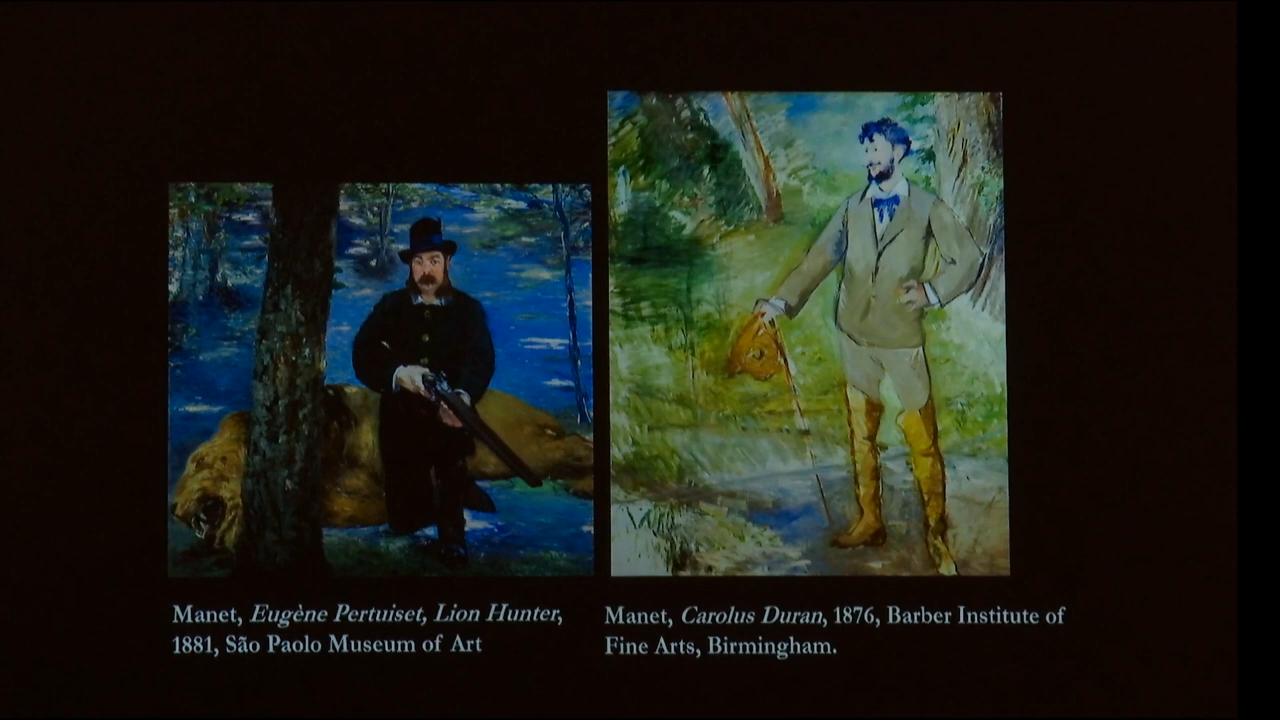 Manet, Eugène Pertuiset, Lion Hunter,
1881, São Paolo Museum of Art
Manet, Carolus Duran, 1876, Barber Institute of
Fine Arts, Birmingham.